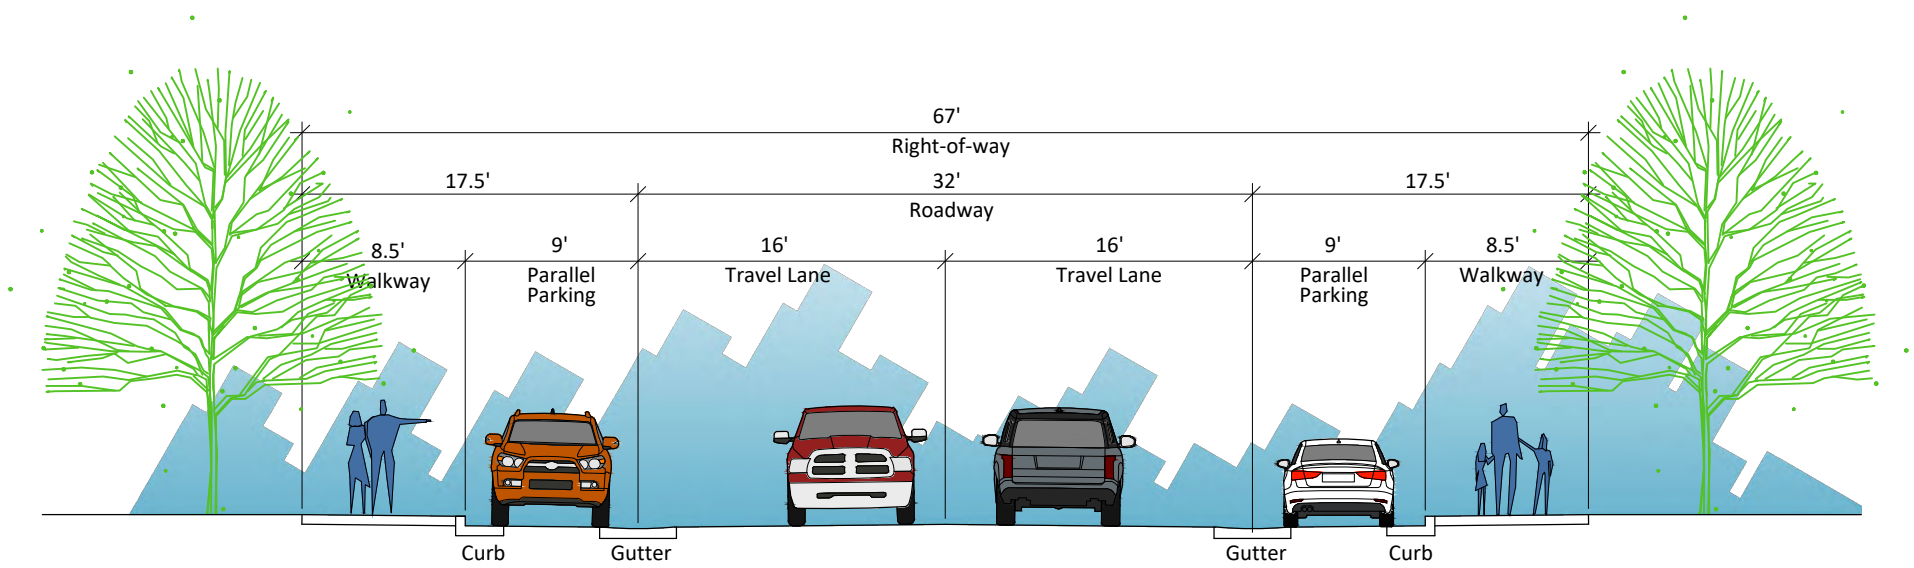 67'
Right-of-way
17.5'
32'
17.5'
Roadway
8.5'
9'
16'
16'
9'
8.5'
Walkway
Parallel
Parking
Travel Lane
Travel Lane
Parallel
Parking
Walkway
Curb
Gutter
Gutter
Curb